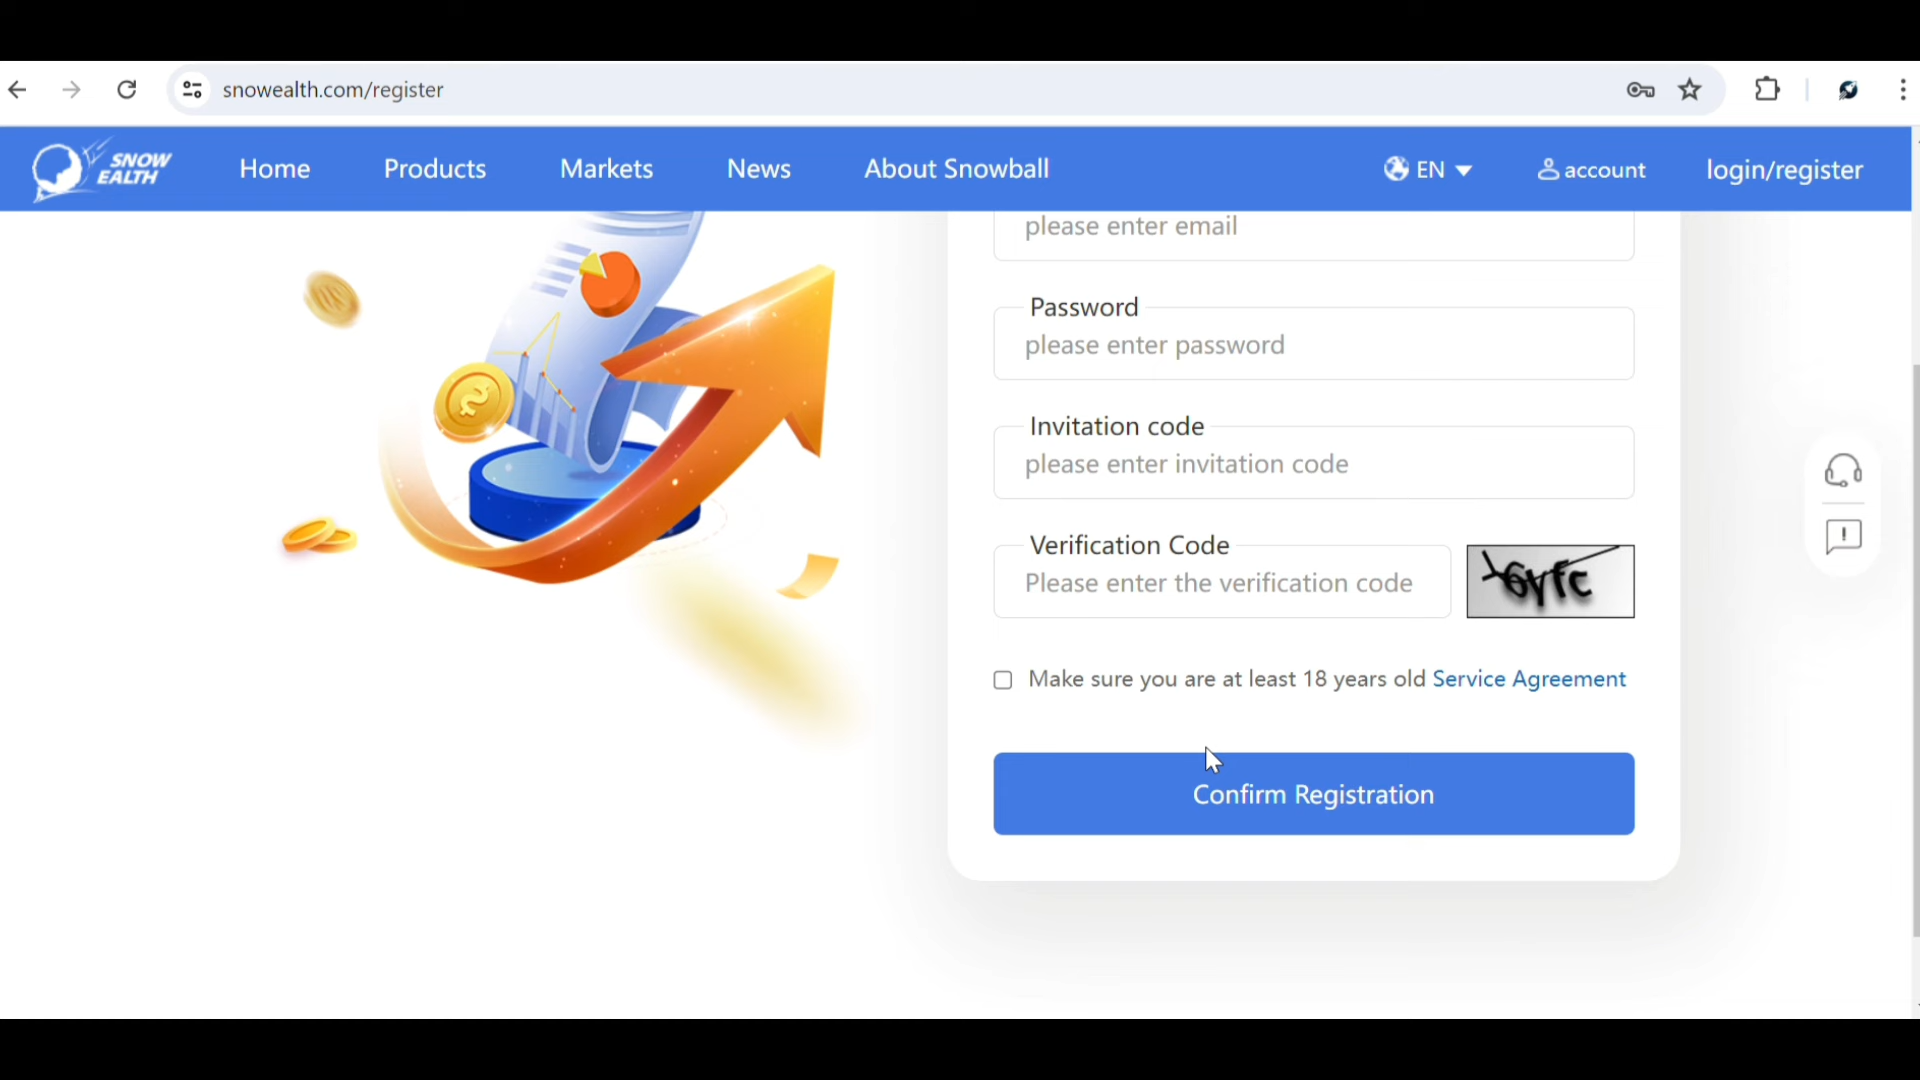 snowealth.com/register
SNOW
EALTH
Home
Products
Markets
News
About Snowball
EN
account
login/register
please enter email
Password
please enter password
Invitation code
please enter invitation code
Verification Code
Please enter the verification code
Make sure you are at least 18 years old Service Agreement
Confirm Registration